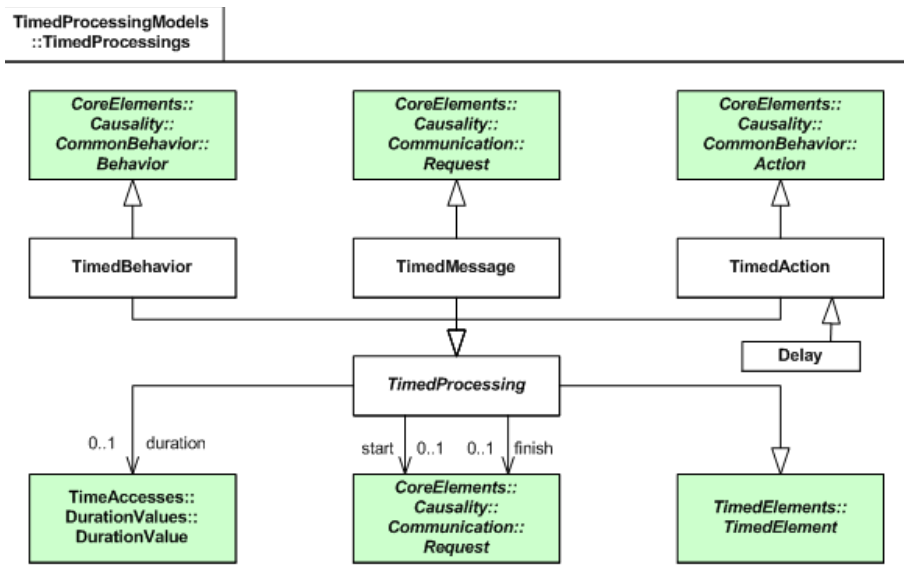 TimedProcessingModels
::TimedProcessings
CoreElements::
Causality::
CommonBehavior::
Behavior
CoreElements::
Causality::
Communication::
Request
CoreElements::
Causality::
CommonBehavior::
Action
TimedBehavior
TimedMessage
TimedAction
Delay
TimedProcessing
0..1 duration
start 0..1 0..1 finish
TimeAccesses::
DurationValues::
DurationValue
CoreElements::
Causality::
Communication::
Request
TimedElements::
TimedElement